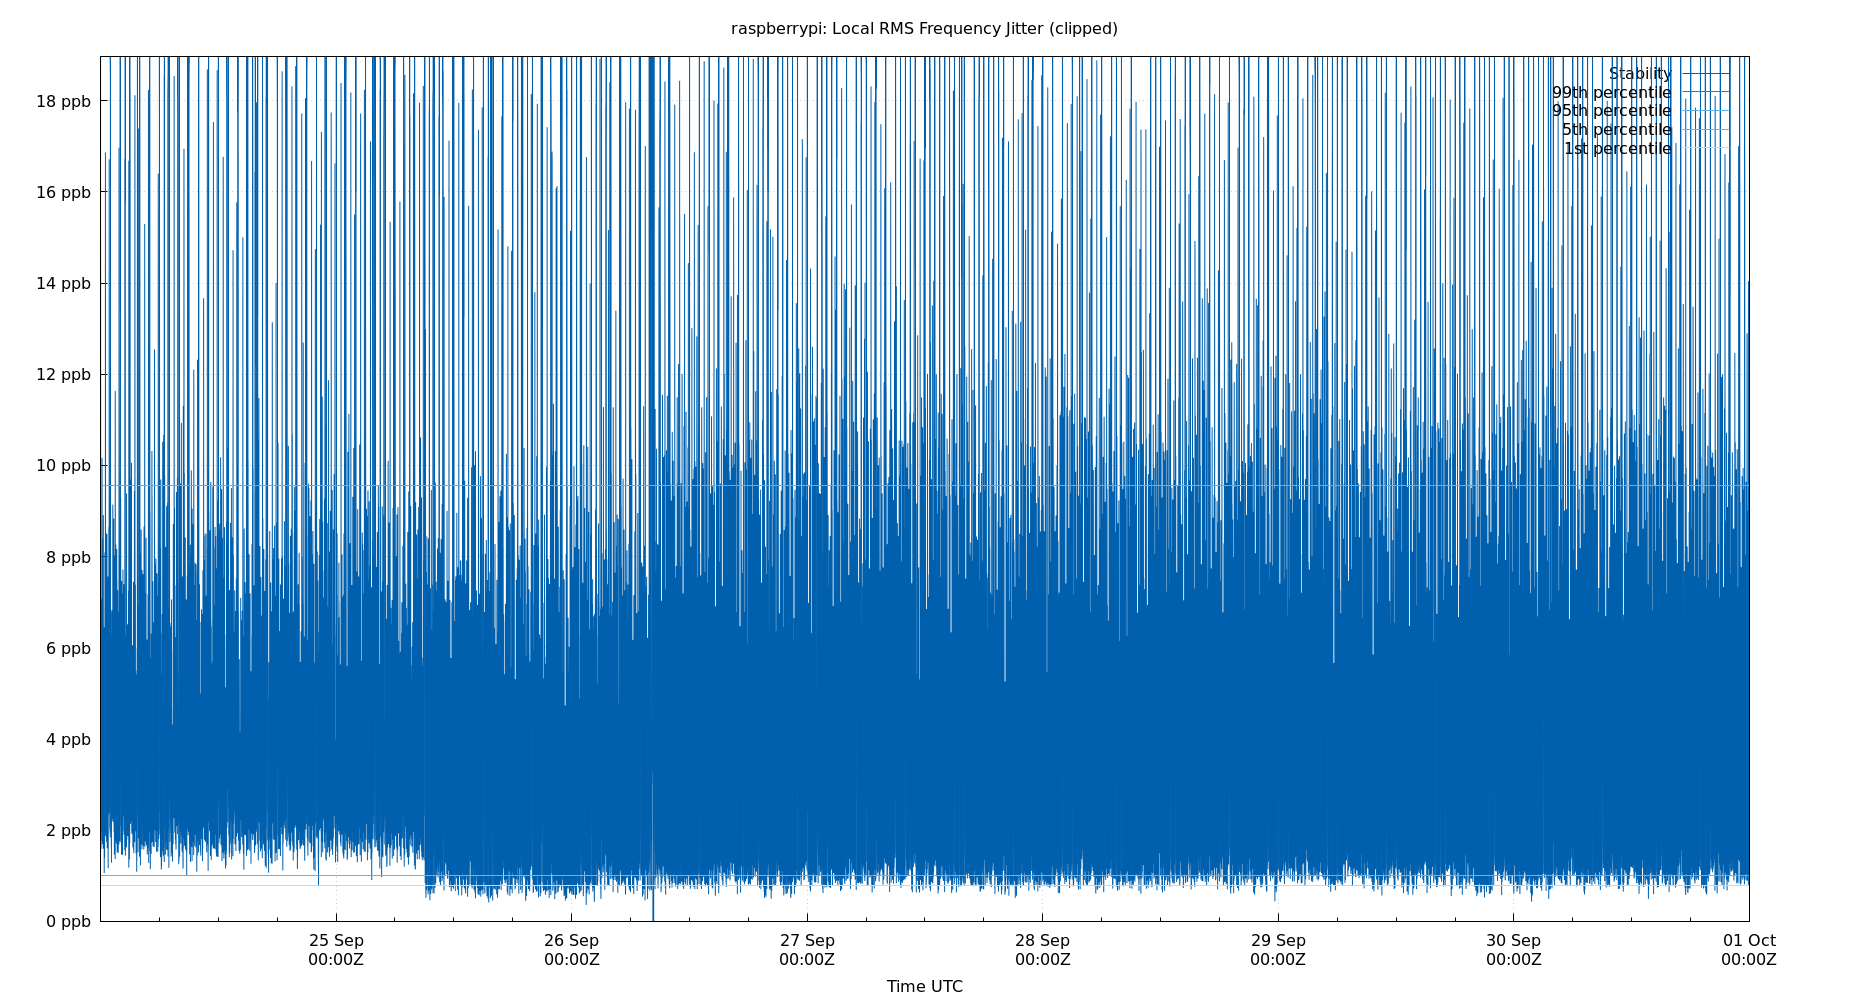 raspberrypi: Local RMS Frequency Jitter (clipped)
Stability
99th percentile
95th percentile
5th percentile
1st percentile
18 ppb
16 ppb
14 ppb
12 ppb
10 ppb
8 ppb
6 ppb
4 ppb
2 ppb
0 ppb
25 Sep 26 Sep 27 Sep 28 Sep 29 Sep 30 Sep 01 Oct
00:00Z 00:00Z 00:00Z 00:00Z 00:00Z 00:00Z 00:00Z
Time UTC